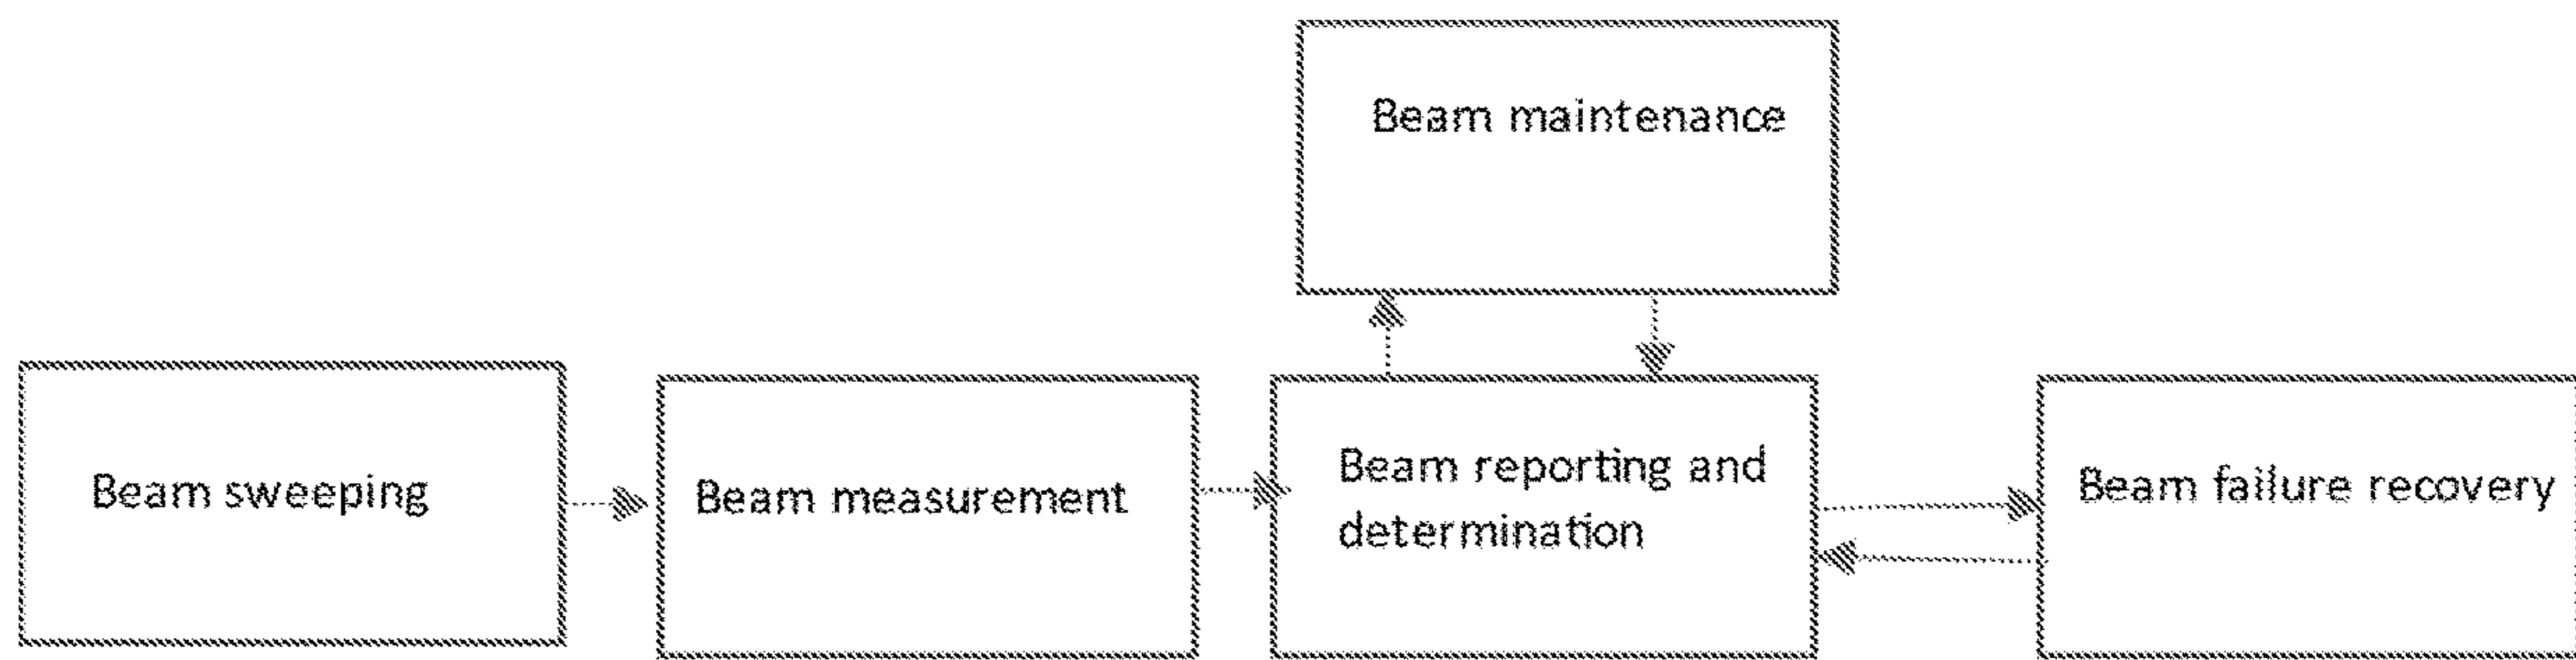 Beam maintenance
Beam sweeping
Beam measurement
Beam reporting and
determination
Beam failure recovery